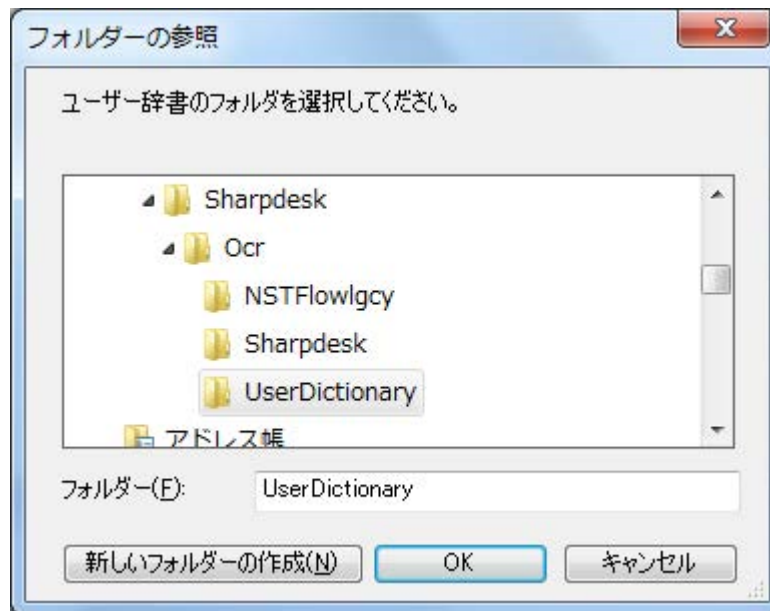 フォルダーの参照
ユーザー辞書のフォルダを選択してください。
Sharpdesk
Ocr
NSTFlowlgcy
Sharpdesk
UserDictionary
アドレス帳
フォルダー(F): UserDictionary
新しいフォルダーの作成(N) OK キャンセル